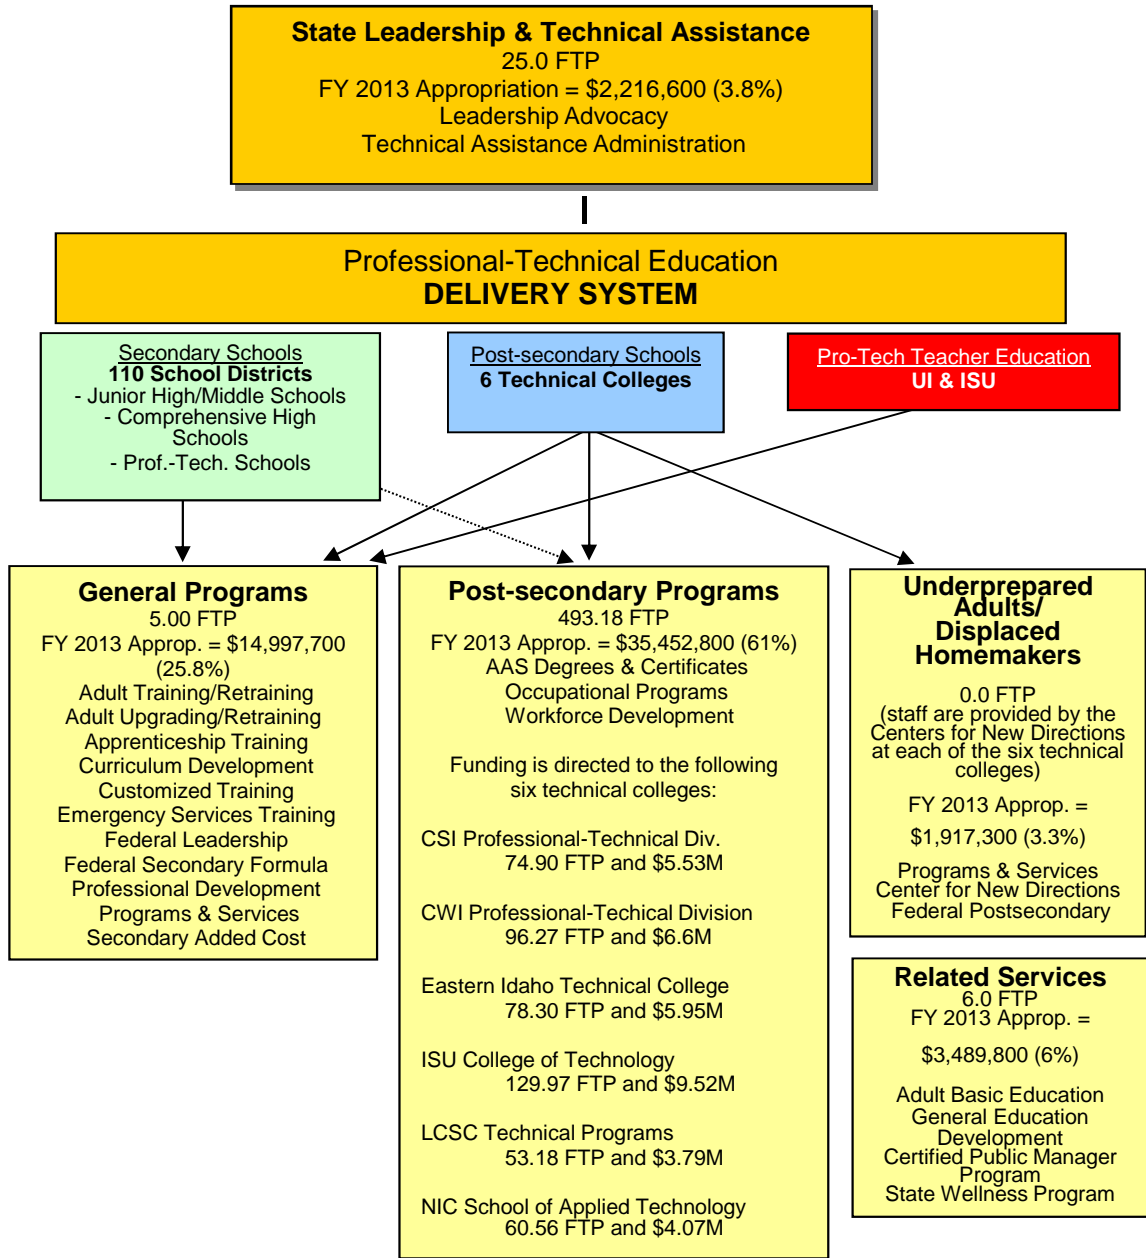 State Leadership & Technical Assistance
25.0 FTP
FY 2013 Appropriation = $2,216,600 (3.8%)
Leadership Advocacy
Technical Assistance Administration
Professional-Technical Education
DELIVERY SYSTEM
Secondary Schools
110 School Districts
- Junior High/Middle Schools
- Comprehensive High
Schools
- Prof.-Tech. Schools
Post-secondary Schools
6 Technical Colleges
Pro-Tech Teacher Education
UI & ISU
General Programs
5.00 FTP
FY 2013 Approp. = $14,997,700
(25.8%)
Adult Training/Retraining
Adult Upgrading/Retraining
Apprenticeship Training
Curriculum Development
Customized Training
Emergency Services Training
Federal Leadership
Federal Secondary Formula
Professional Development
Programs & Services
Secondary Added Cost
Post-secondary Programs
493.18 FTP
FY 2013 Approp. = $35,452,800 (61%)
AAS Degrees & Certificates
Occupational Programs
Workforce Development
Funding is directed to the following
six technical colleges:
CSI Professional-Technical Div.
74.90 FTP and $5.53M
CWI Professional-Techical Division
96.27 FTP and $6.6M
Eastern Idaho Technical College
78.30 FTP and $5.95M
ISU College of Technology
129.97 FTP and $9.52M
LCSC Technical Programs
53.18 FTP and $3.79M
NIC School of Applied Technology
60.56 FTP and $4.07M
Underprepared
Adults/
Displaced
Homemakers
0.0 FTP
(staff are provided by the
Centers for New Directions
at each of the six technical
colleges)
FY 2013 Approp. =
$1,917,300 (3.3%)
Programs & Services
Center for New Directions
Federal Postsecondary
Related Services
6.0 FTP
FY 2013 Approp. =
$3,489,800 (6%)
Adult Basic Education
General Education
Development
Certified Public Manager
Program
State Wellness Program